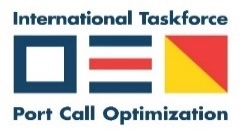 International Taskforce
Port Call Optimization